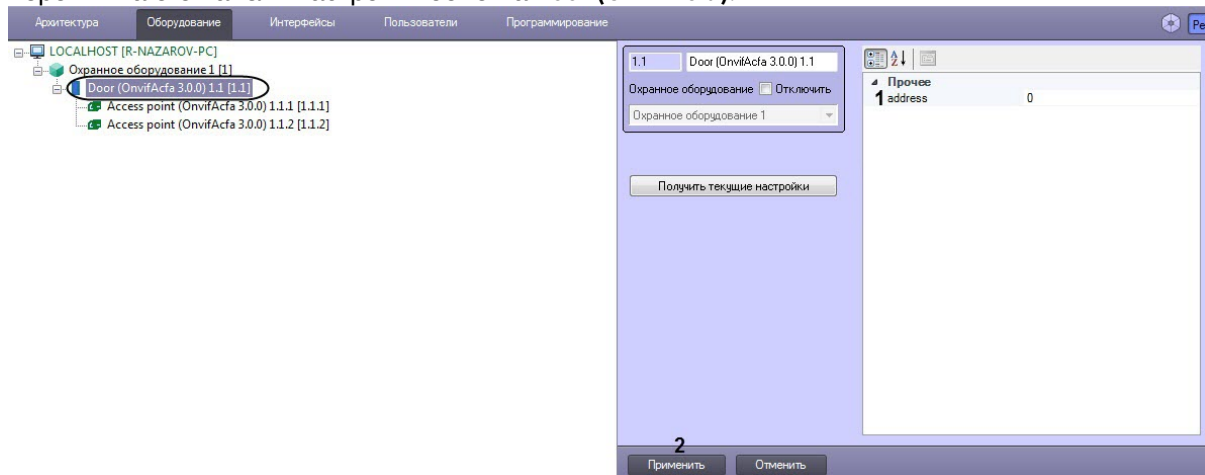 Архитектура Оборудование Интерфейсы Пользователи Программирование
LOCALHOST [R-NAZAROV-PC]
Охранное оборудование 1 [1]
Door (OnvifAcfa 3.0.0) 1.1 [1.1]
Access point (OnvifAcfa 3.0.0) 1.1.1 [1.1.1]
Access point (OnvifAcfa 3.0.0) 1.1.2 [1.1.2]
1.1 Door (OnvifAcfa 3.0.0) 1.1
Охранное оборудование Отключить
Охранное оборудование 1
Получить текущие настройки
Прочее
1 address 0
2
Применить Отменить